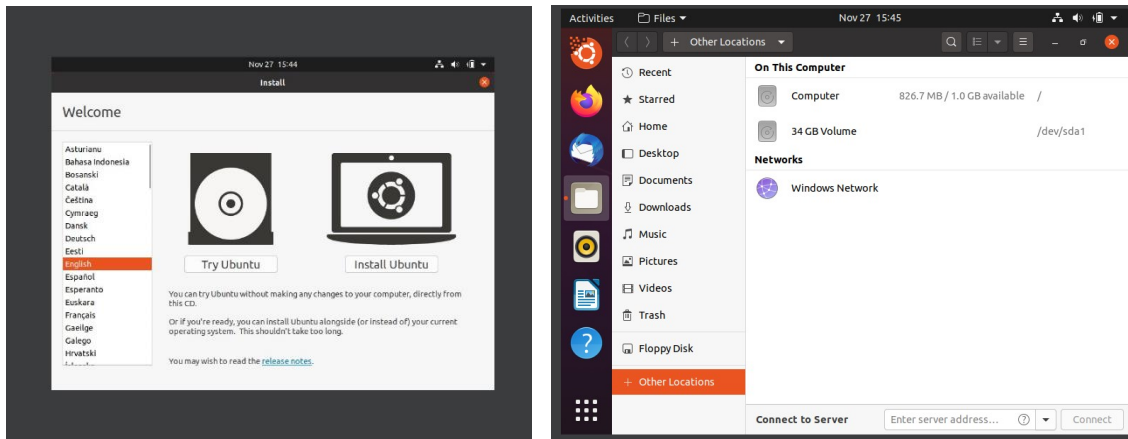 Nov 27 15:44
Install
Welcome
Asturianu
Bahasa Indonesia
Bosanski
Català
Čeština
Cymraeg
Dansk
Deutsch
Eesti
English
Español
Esperanto
Euskara
Français
Gaeilge
Galego
Hrvatski
Try Ubuntu
Install Ubuntu
You can try Ubuntu without making any changes to your computer, directly from
this CD.
Or if you're ready, you can install Ubuntu alongside (or instead of) your current
operating system. This shouldn't take too long.
You may wish to read the release notes.
Activities Files Nov 27 15:45
+ Other Locations
Recent
Starred
Home
Desktop
Documents
Downloads
Music
Pictures
Videos
Trash
Floppy Disk
+ Other Locations
On This Computer
Computer 826.7 MB / 1.0 GB available /
34 GB Volume /dev/sda1
Networks
Windows Network
Connect to Server Enter server address... ? Connect